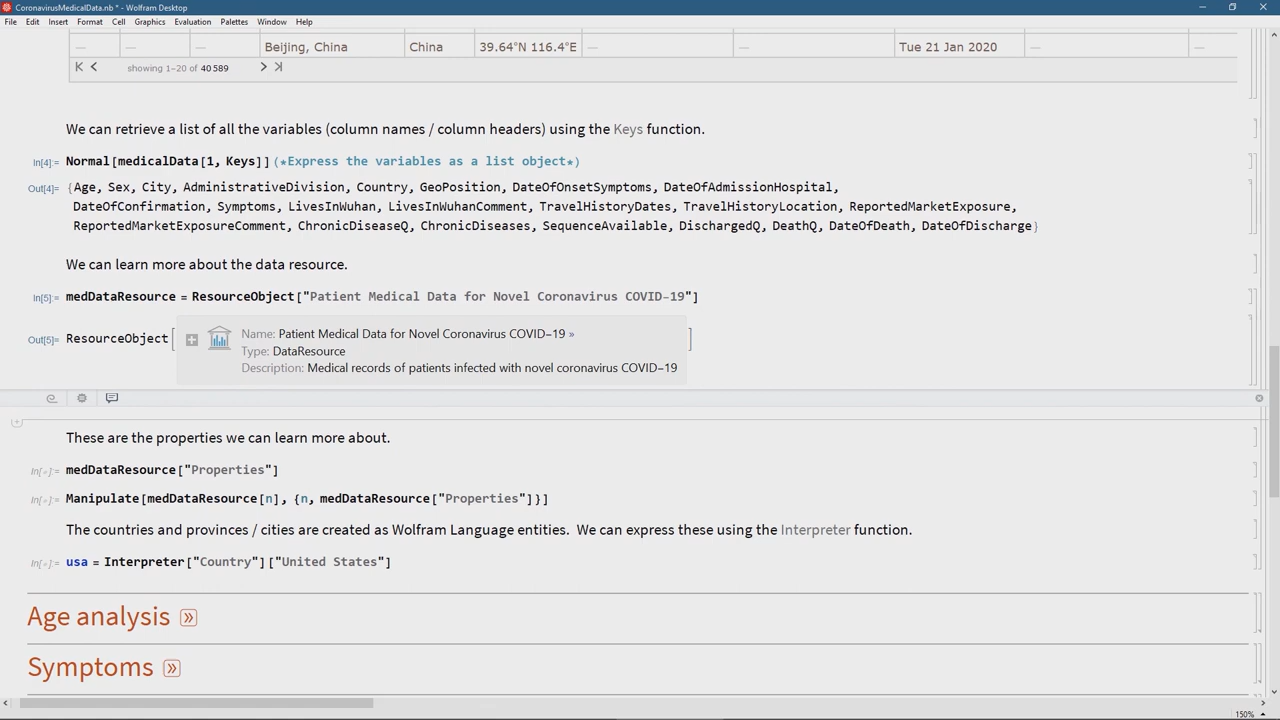 CoronavirusMedicalData.nb * - Wolfram Desktop
File Edit Insert Format Cell Graphics Evaluation Palettes Window Help
— — — Beijing, China China 39.64°N 116.4°E — — Tue 21 Jan 2020 — —
showing 1–20 of 40589
We can retrieve a list of all the variables (column names / column headers) using the Keys function.
In[4]:= Normal[medicalData[1, Keys]](*Express the variables as a list object*)
Out[4]= {Age, Sex, City, AdministrativeDivision, Country, GeoPosition, DateOfOnsetSymptoms, DateOfAdmissionHospital,
DateOfConfirmation, Symptoms, LivesInWuhan, LivesInWuhanComment, TravelHistoryDates, TravelHistoryLocation, ReportedMarketExposure,
ReportedMarketExposureComment, ChronicDiseaseQ, ChronicDiseases, SequenceAvailable, DischargedQ, DeathQ, DateOfDeath, DateOfDischarge}
We can learn more about the data resource.
In[5]:= medDataResource = ResourceObject["Patient Medical Data for Novel Coronavirus COVID-19"]
Out[5]= ResourceObject[
Name: Patient Medical Data for Novel Coronavirus COVID-19 »
Type: DataResource
Description: Medical records of patients infected with novel coronavirus COVID-19
]
These are the properties we can learn more about.
In[•]:= medDataResource["Properties"]
In[•]:= Manipulate[medDataResource[n], {n, medDataResource["Properties"]}]
The countries and provinces / cities are created as Wolfram Language entities. We can express these using the Interpreter function.
In[•]:= usa = Interpreter["Country"]["United States"]
Age analysis »
Symptoms »
150%